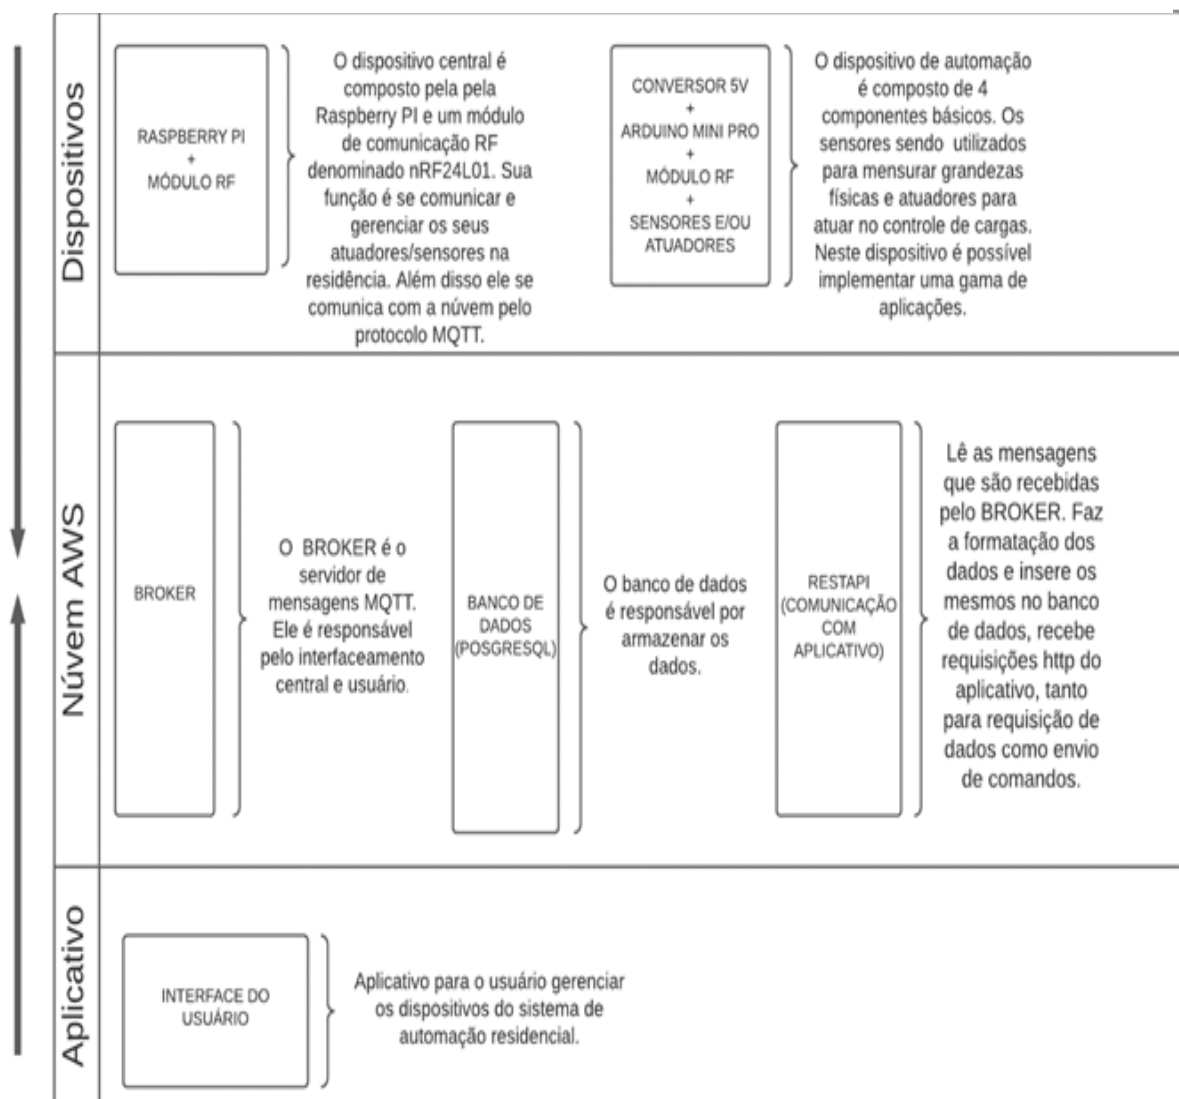 Dispositivos
RASPBERRY PI
+
MÓDULO RF
O dispositivo central é
composto pela pela
Raspberry PI e um módulo
de comunicação RF
denominado nRF24L01. Sua
função é se comunicar e
gerenciar os seus
atuadores/sensores na
residência. Além disso ele se
comunica com a núvem pelo
protocolo MQTT.
CONVERSOR 5V
+
ARDUINO MINI PRO
+
MÓDULO RF
+
SENSORES E/OU
ATUADORES
O dispositivo de automação
é composto de 4
componentes básicos. Os
sensores sendo utilizados
para mensurar grandezas
físicas e atuadores para
atuar no controle de cargas.
Neste dispositivo é possível
implementar uma gama de
aplicações.
Núvem AWS
BROKER
O BROKER é o
servidor de
mensagens MQTT.
Ele é responsável
pelo interfaceamento
central e usuário.
BANCO DE
DADOS
(POSGRESQL)
O banco de dados
é responsável por
armazenar os
dados.
RESTAPI
(COMUNICAÇÃO
COM
APLICATIVO)
Lê as mensagens
que são recebidas
pelo BROKER. Faz
a formatação dos
dados e insere os
mesmos no banco
de dados, recebe
requisições http do
aplicativo, tanto
para requisição de
dados como envio
de comandos.
Aplicativo
INTERFACE DO
USUÁRIO
Aplicativo para o usuário gerenciar
os dispositivos do sistema de
automação residencial.